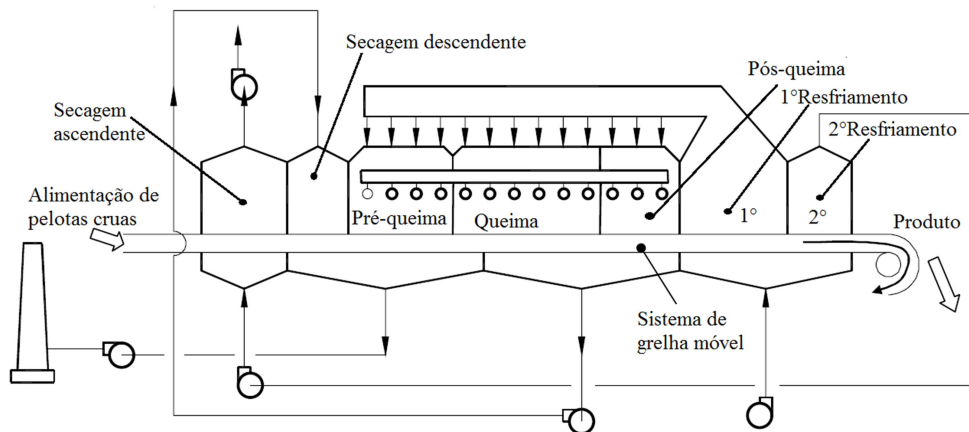 Secagem descendente
Pós-queima
1°Resfriamento
2°Resfriamento
Secagem
ascendente
Alimentação de
pelotas cruas
Pré-queima
Queima
1°
2°
Produto
Sistema de
grelha móvel